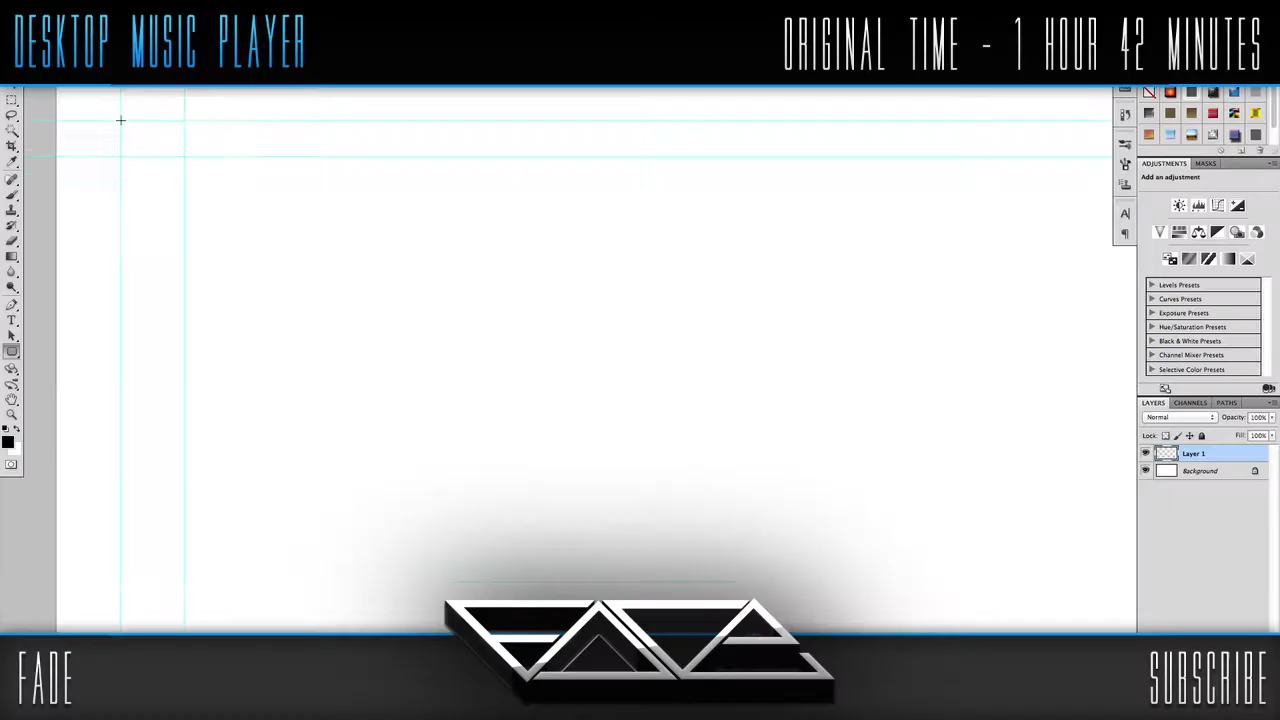 DESKTOP MUSIC PLAYER
ORIGINAL TIME - 1 HOUR 42 MINUTES
ADJUSTMENTS MASKS
Add an adjustment
Levels Presets
Curves Presets
Exposure Presets
Hue/Saturation Presets
Black & White Presets
Channel Mixer Presets
Selective Color Presets
LAYERS CHANNELS PATHS
Normal Opacity: 100%
Lock: Fill: 100%
Layer 1
Background
FADE
SUBSCRIBE